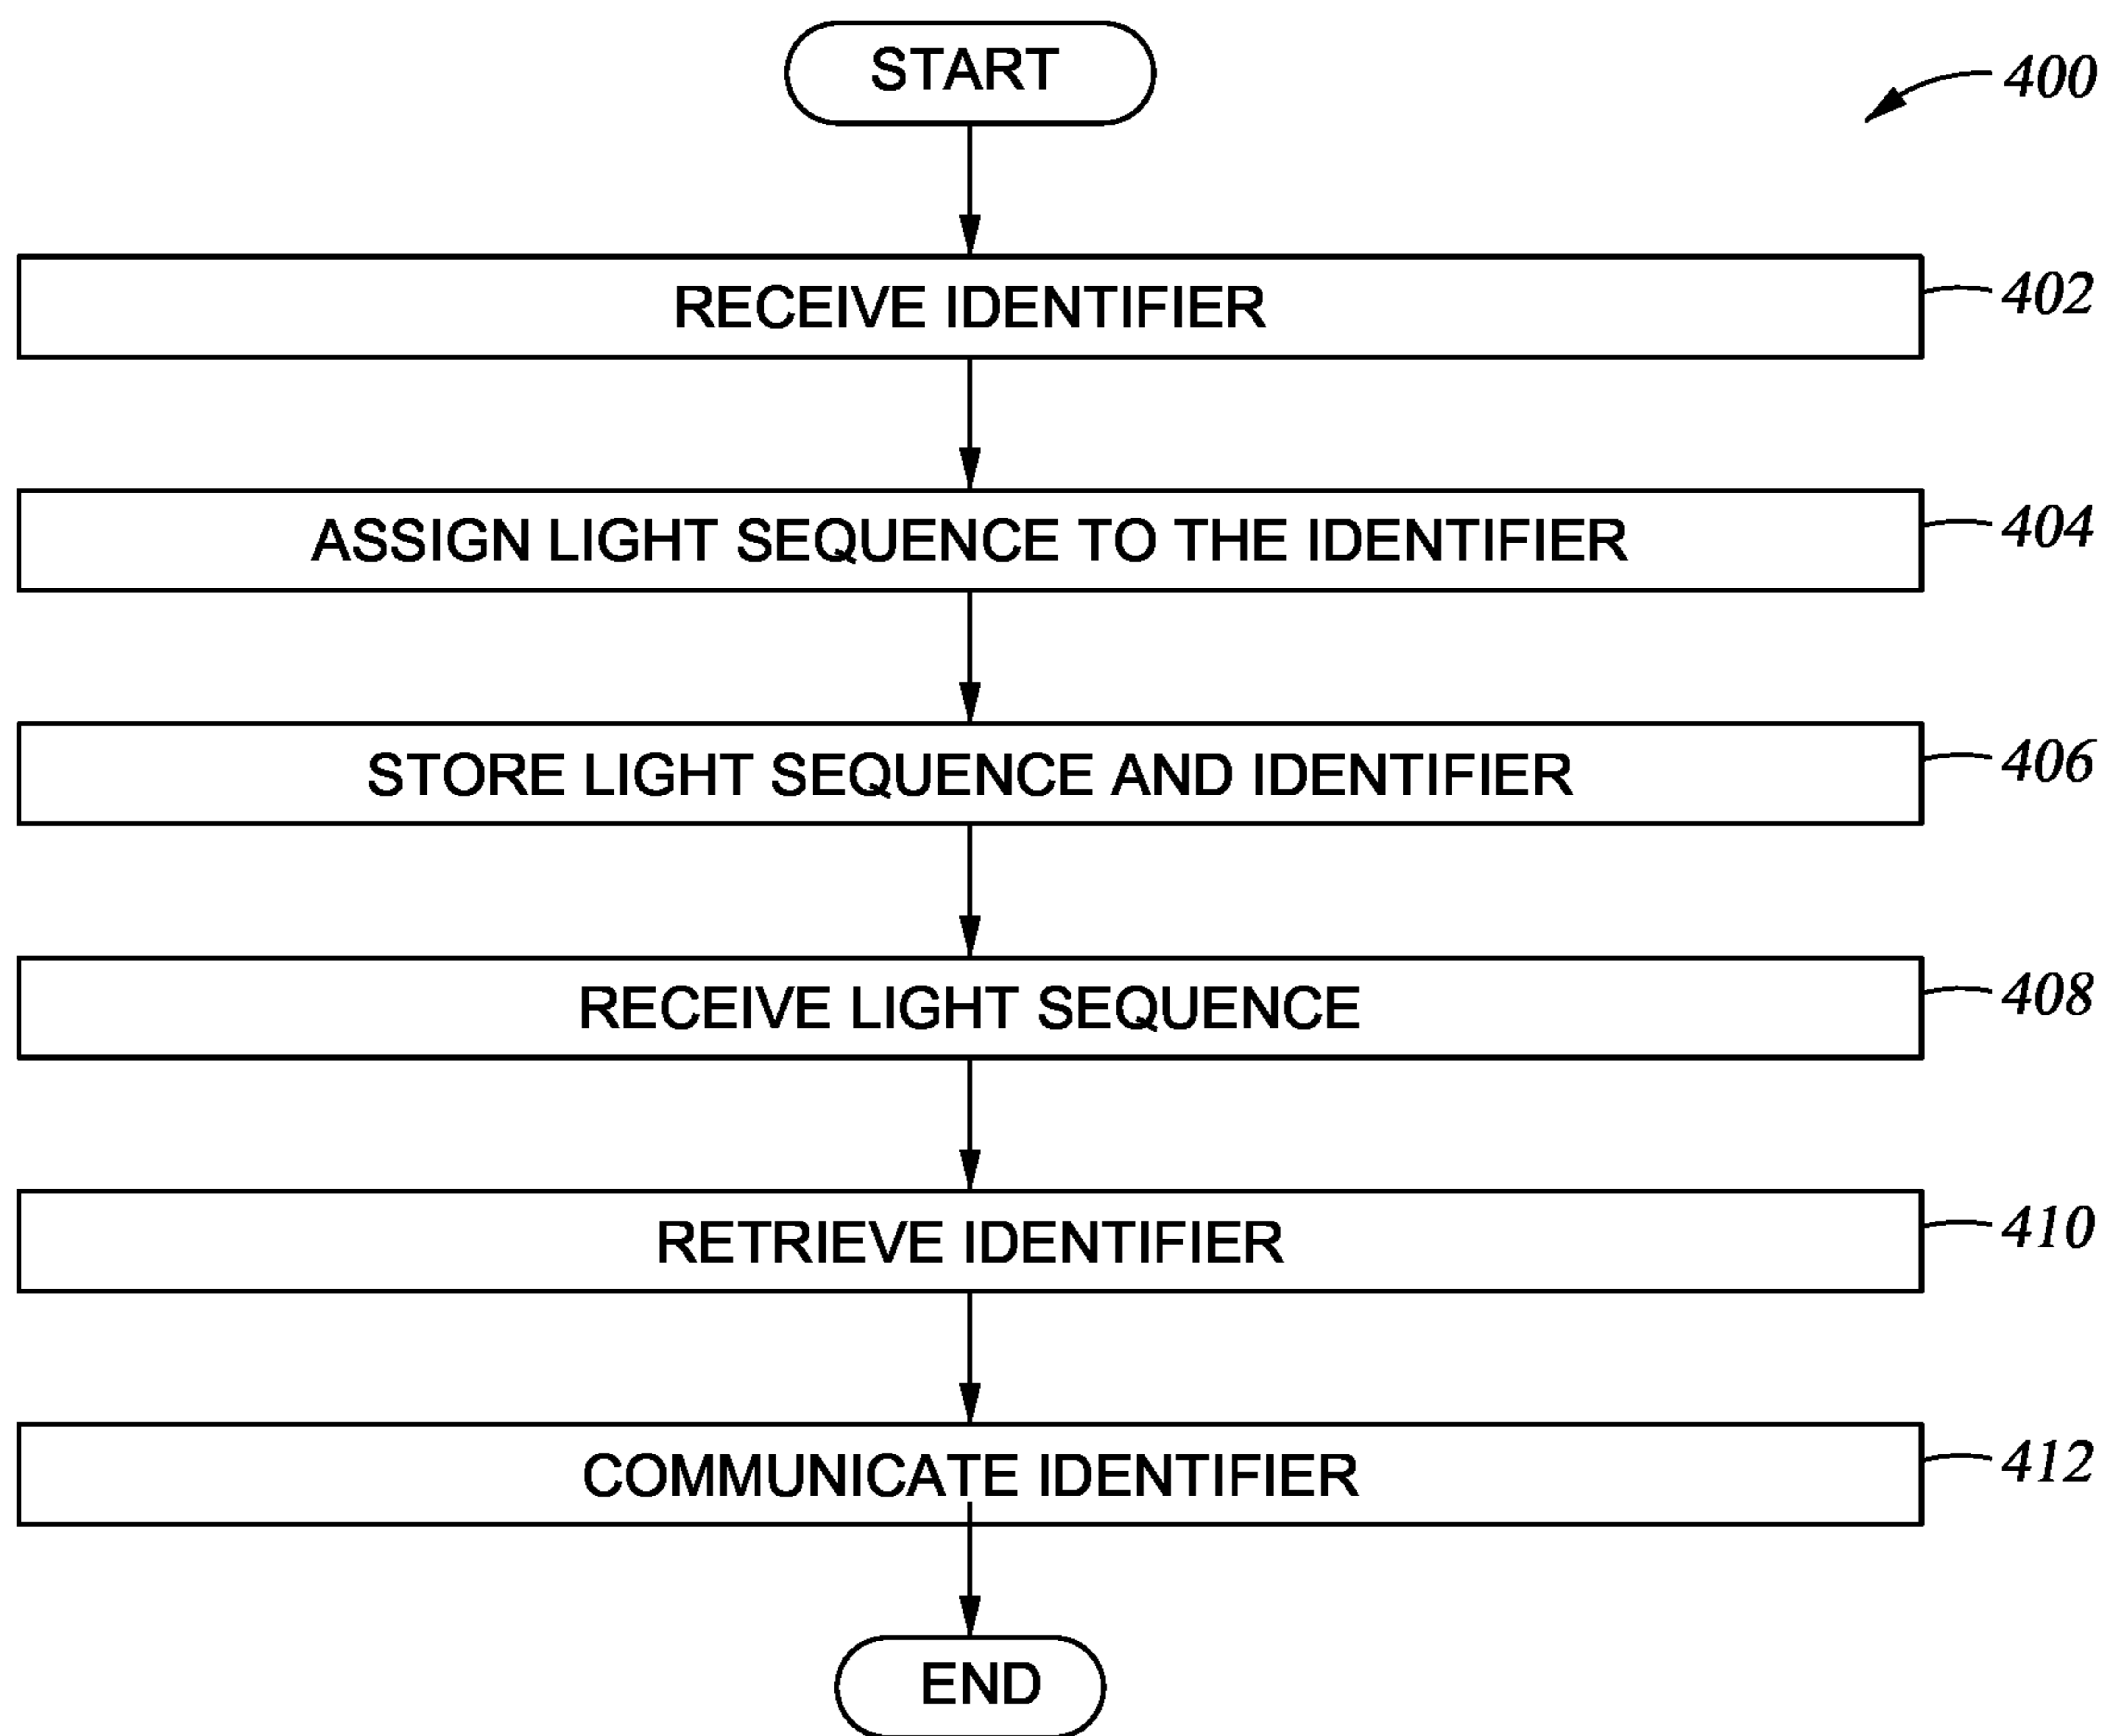 START
400
RECEIVE IDENTIFIER
402
ASSIGN LIGHT SEQUENCE TO THE IDENTIFIER
404
STORE LIGHT SEQUENCE AND IDENTIFIER
406
RECEIVE LIGHT SEQUENCE
408
RETRIEVE IDENTIFIER
410
COMMUNICATE IDENTIFIER
412
END